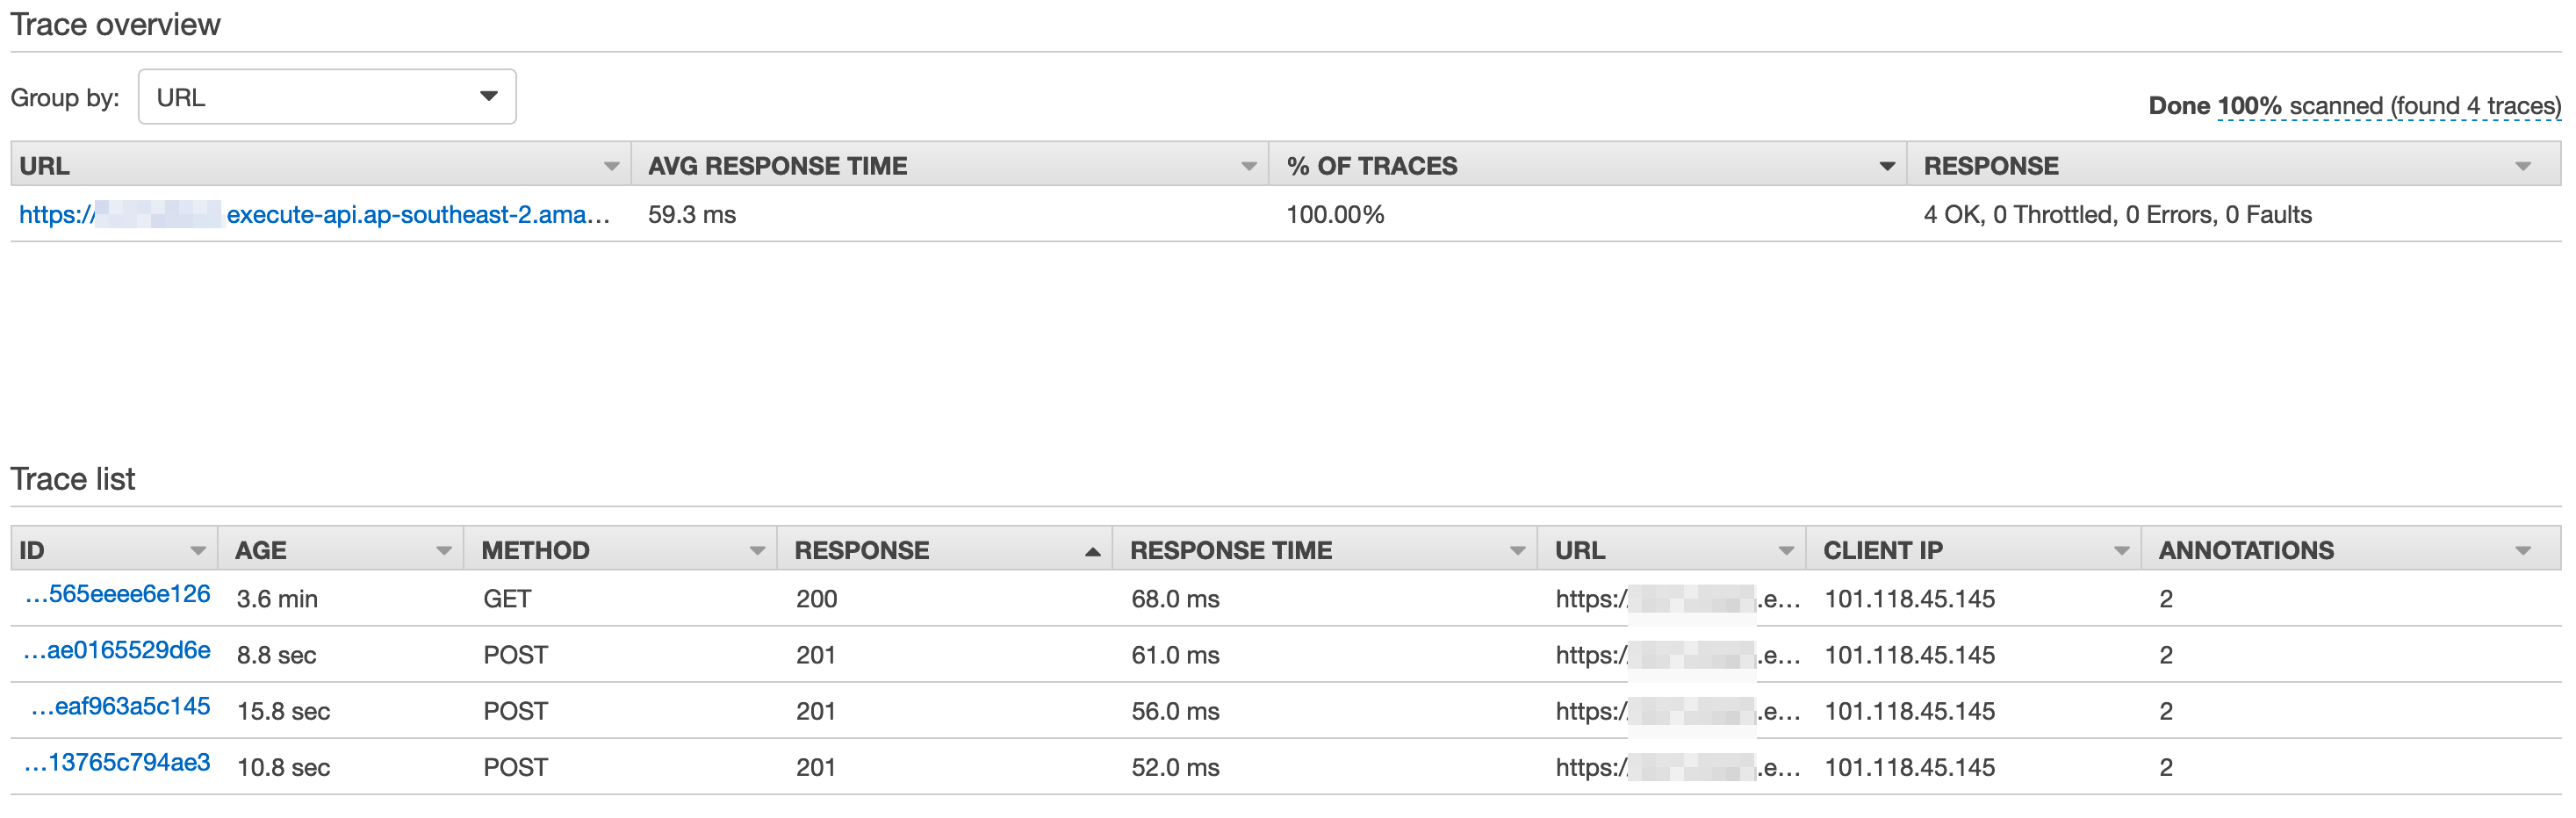 Trace overview
Group by: URL
Done 100% scanned (found 4 traces)
URL AVG RESPONSE TIME % OF TRACES RESPONSE
https:// execute-api.ap-southeast-2.ama... 59.3 ms 100.00% 4 OK, 0 Throttled, 0 Errors, 0 Faults
Trace list
ID AGE METHOD RESPONSE RESPONSE TIME URL CLIENT IP ANNOTATIONS
...565eeee6e126 3.6 min GET 200 68.0 ms https:/ .e... 101.118.45.145 2
...ae0165529d6e 8.8 sec POST 201 61.0 ms https:/ .e... 101.118.45.145 2
...eaf963a5c145 15.8 sec POST 201 56.0 ms https:/ .e... 101.118.45.145 2
...13765c794ae3 10.8 sec POST 201 52.0 ms https:/ .e... 101.118.45.145 2